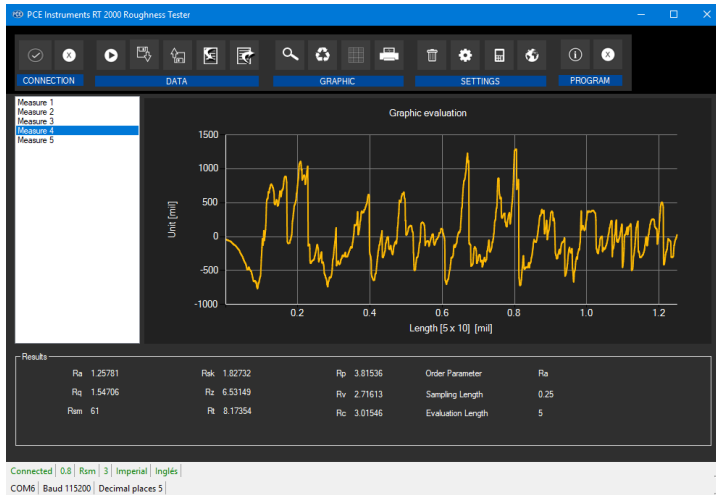 PCE PCE Instruments RT 2000 Roughness Tester
CONNECTION DATA GRAPHIC SETTINGS PROGRAM
Measure 1
Measure 2
Measure 3
Measure 4
Measure 5
Graphic evaluation
1500
1000
500
0
-500
-1000
Unit [mil]
0.2 0.4 0.6 0.8 1.0 1.2
Length [5 x 10] [mil]
Results
Ra 1.25781 Rsk 1.82732 Rp 3.81536 Order Parameter Ra
Rq 1.54706 Rz 6.53149 Rv 2.71613 Sampling Length 0.25
Rsm 61 Rt 8.17354 Rc 3.01546 Evaluation Length 5
Connected 0.8 Rsm 3 Imperial Inglés
COM6 Baud 115200 Decimal places 5